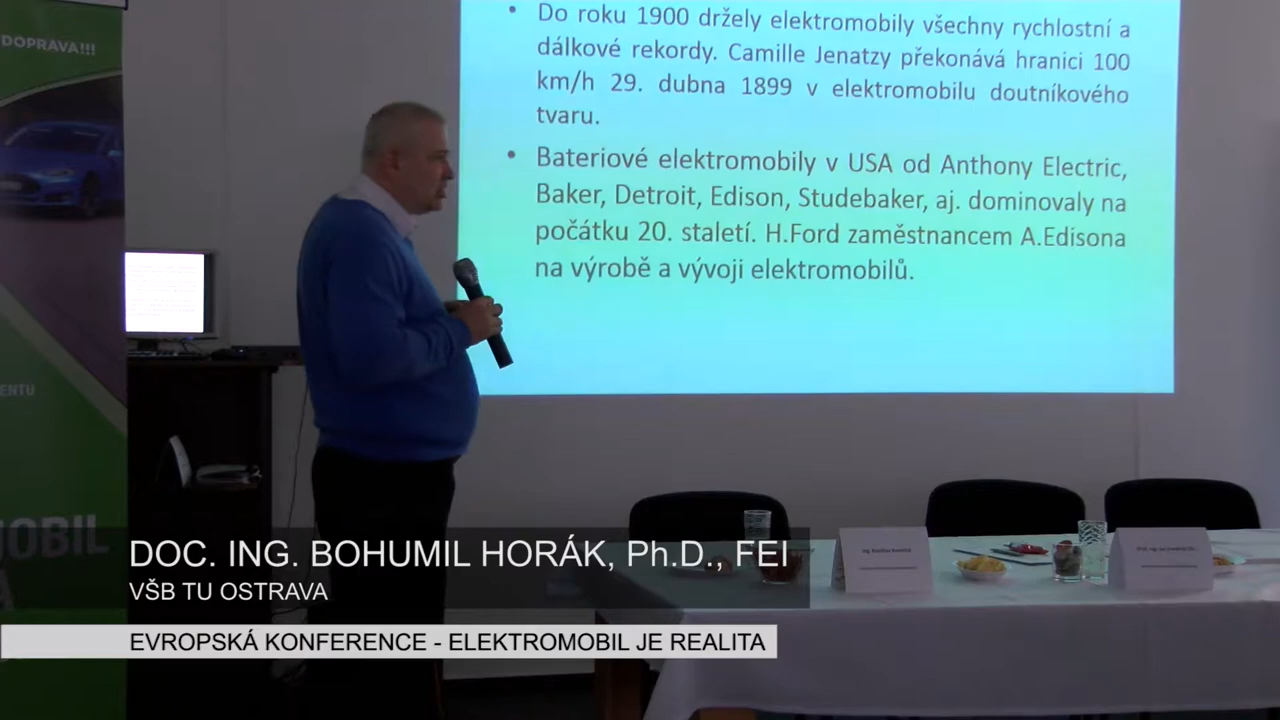 DOPRAVA!!!
• Do roku 1900 držely elektromobily všechny rychlostní a
dálkové rekordy. Camille Jenatzy překonává hranici 100
km/h 29. dubna 1899 v elektromobilu doutníkového
tvaru.
• Bateriové elektromobily v USA od Anthony Electric,
Baker, Detroit, Edison, Studebaker, aj. dominovaly na
počátku 20. staletí. H.Ford zaměstnancem A.Edisona
na výrobě a vývoji elektromobilů.
ENTU
OBIL
A
DOC. ING. BOHUMIL HORÁK, Ph.D., FEI
VŠB TU OSTRAVA
EVROPSKÁ KONFERENCE - ELEKTROMOBIL JE REALITA